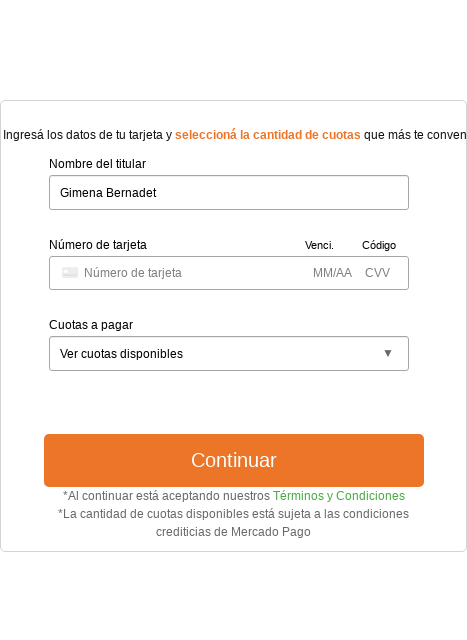 Ingresá los datos de tu tarjeta y seleccioná la cantidad de cuotas que más te conven
Nombre del titular
Gimena Bernadet
Número de tarjeta Venci. Código
Número de tarjeta MM/AA CVV
Cuotas a pagar
Ver cuotas disponibles
Continuar
*Al continuar está aceptando nuestros Términos y Condiciones
*La cantidad de cuotas disponibles está sujeta a las condiciones
crediticias de Mercado Pago